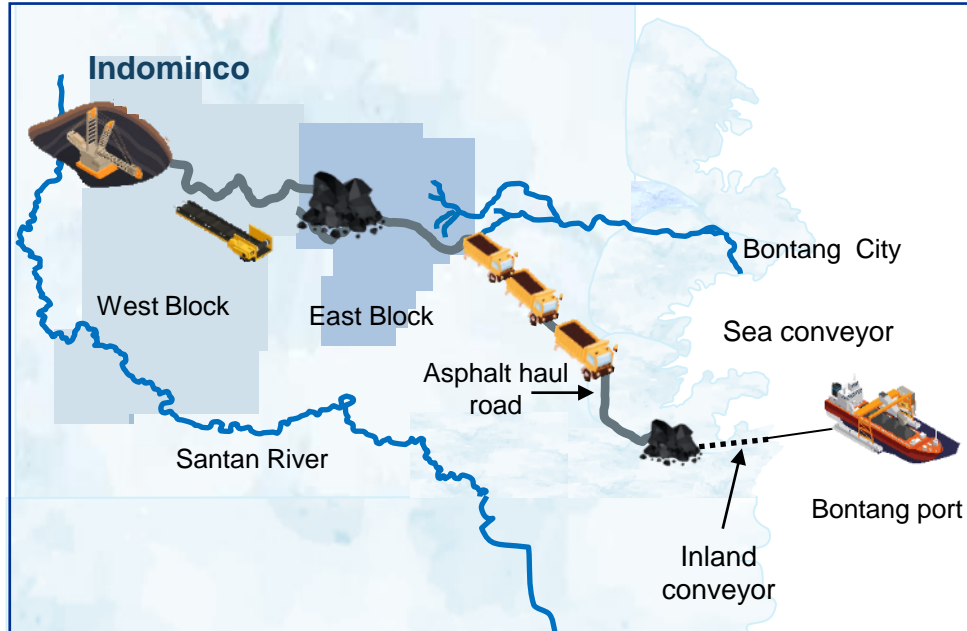 Indominco
Bontang City
West Block
East Block
Sea conveyor
Asphalt haul
road
Santan River
Bontang port
Inland
conveyor